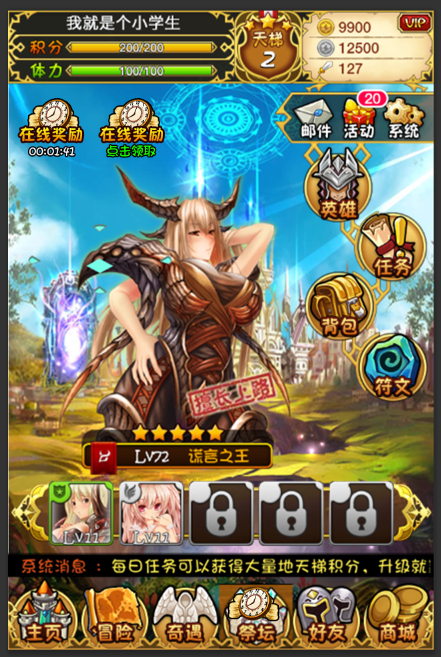 我就是个小学生
积分 200/200
体力 100/100
天梯
2
VIP
9900
12500
127
在线奖励
00:01:41
在线奖励
点击领取
20
邮件 活动 系统
英雄
任务
背包
符文
擅长上路
LV72 谎言之王
LV11 LV11
系统消息 : 每日任务可以获得大量地天梯积分, 升级就
主页 冒险 奇遇 祭坛 好友 商城